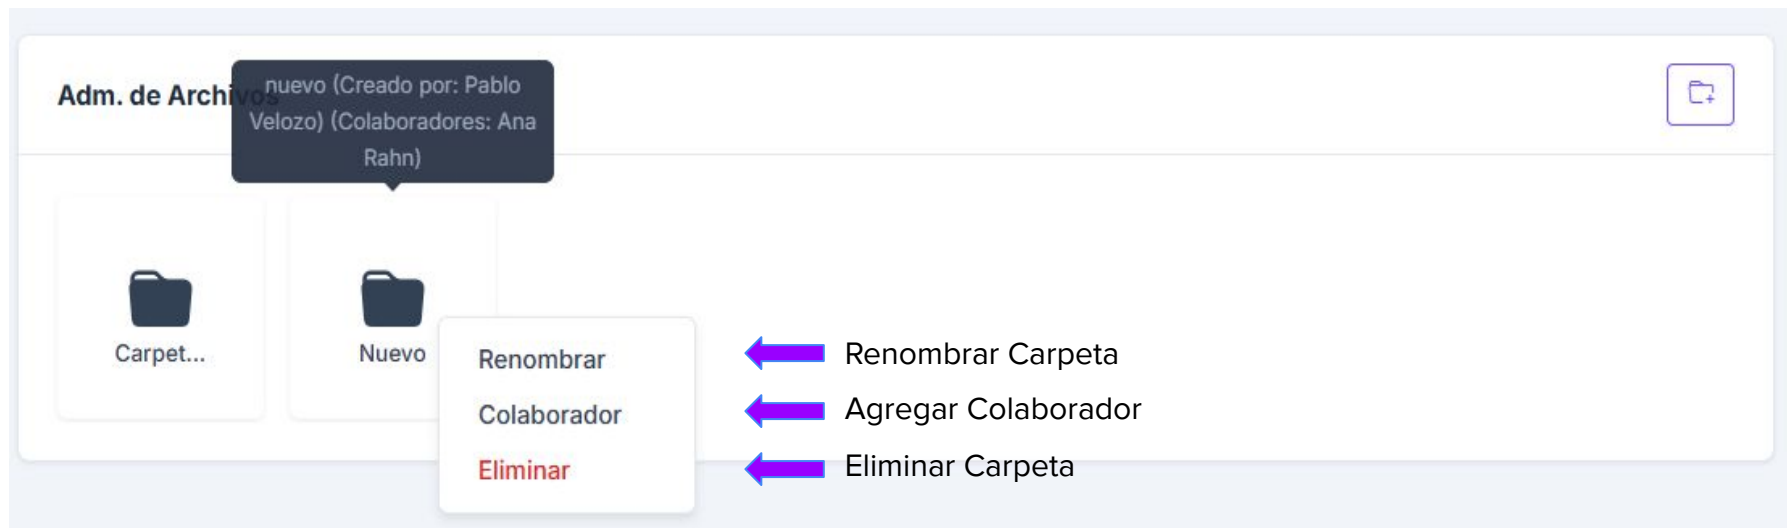 Adm. de Archivos
nuevo (Creado por: Pablo
Velozo) (Colaboradores: Ana
Rahn)
Carpet...
Nuevo
Renombrar
Colaborador
Eliminar
Renombrar Carpeta
Agregar Colaborador
Eliminar Carpeta